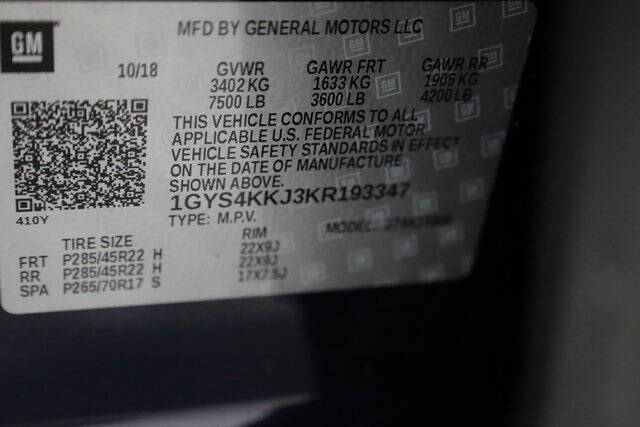 GM
MFD BY GENERAL MOTORS LLC
10/18 GVWR GAWR FRT GAWR RR
3402 KG 1633 KG 1905 KG
7500 LB 3600 LB 4200 LB
THIS VEHICLE CONFORMS TO ALL
APPLICABLE U.S. FEDERAL MOTOR
VEHICLE SAFETY STANDARDS IN EFFECT
ON THE DATE OF MANUFACTURE
SHOWN ABOVE.
1GYS4KKJ3KR193347
410Y
TYPE: M.P.V. MODEL:
TIRE SIZE RIM
FRT P285/45R22 H 22X9J
RR P285/45R22 H 22X9J
SPA P265/70R17 S 17X7.5J